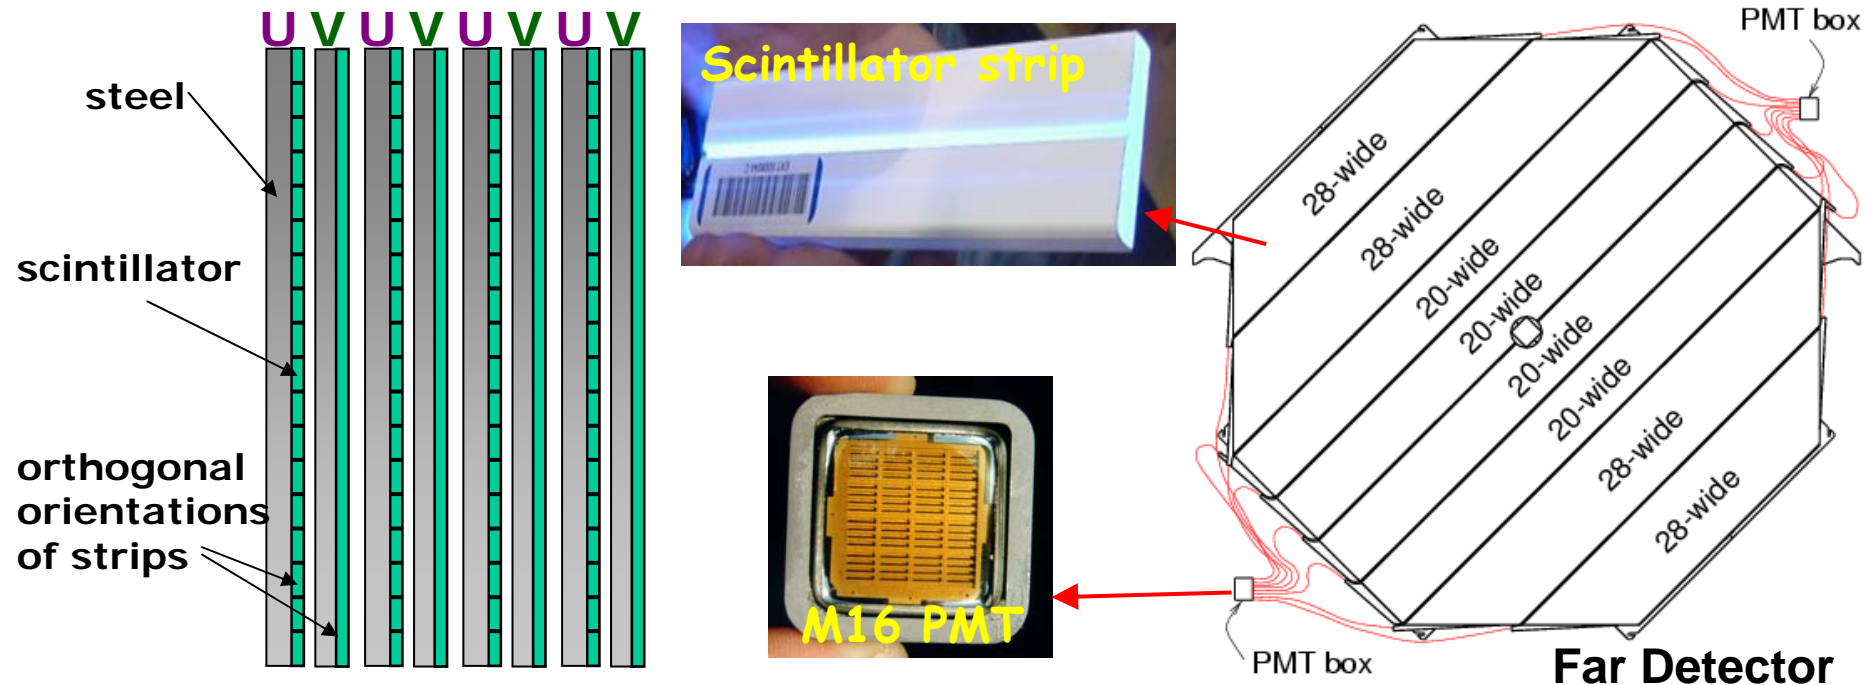 U V U V U V U V
steel
scintillator
orthogonal
orientations
of strips
Scintillator strip
M16 PMT
PMT box
28-wide
28-wide
20-wide
20-wide
20-wide
20-wide
28-wide
28-wide
PMT box
Far Detector